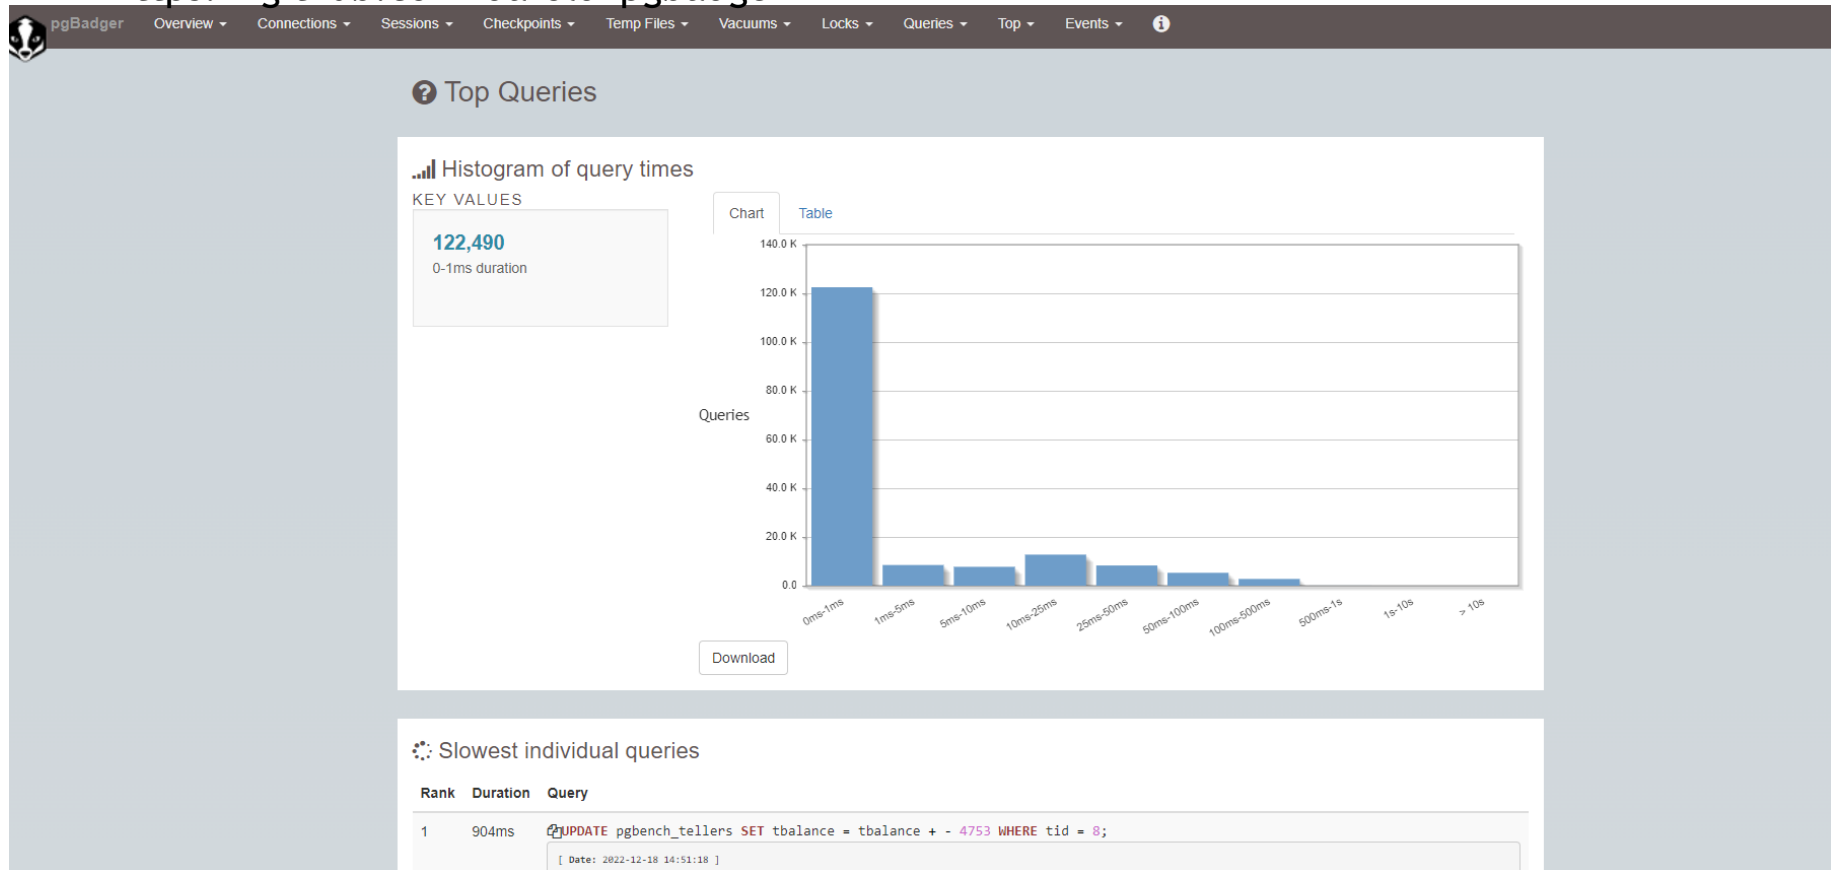 pgBadger Overview Connections Sessions Checkpoints Temp Files Vacuums Locks Queries Top Events
Top Queries
Histogram of query times
KEY VALUES
122,490
0-1ms duration
Chart Table
140.0 K
120.0 K
100.0 K
80.0 K
60.0 K
40.0 K
20.0 K
0.0
Queries
0ms-1ms 1ms-5ms 5ms-10ms 10ms-25ms 25ms-50ms 50ms-100ms 100ms-500ms 500ms-1s 1s-10s > 10s
Download
Slowest individual queries
Rank Duration Query
1 904ms UPDATE pgbench_tellers SET tbalance = tbalance + - 4753 WHERE tid = 8;
[ Date: 2022-12-18 14:51:18 ]